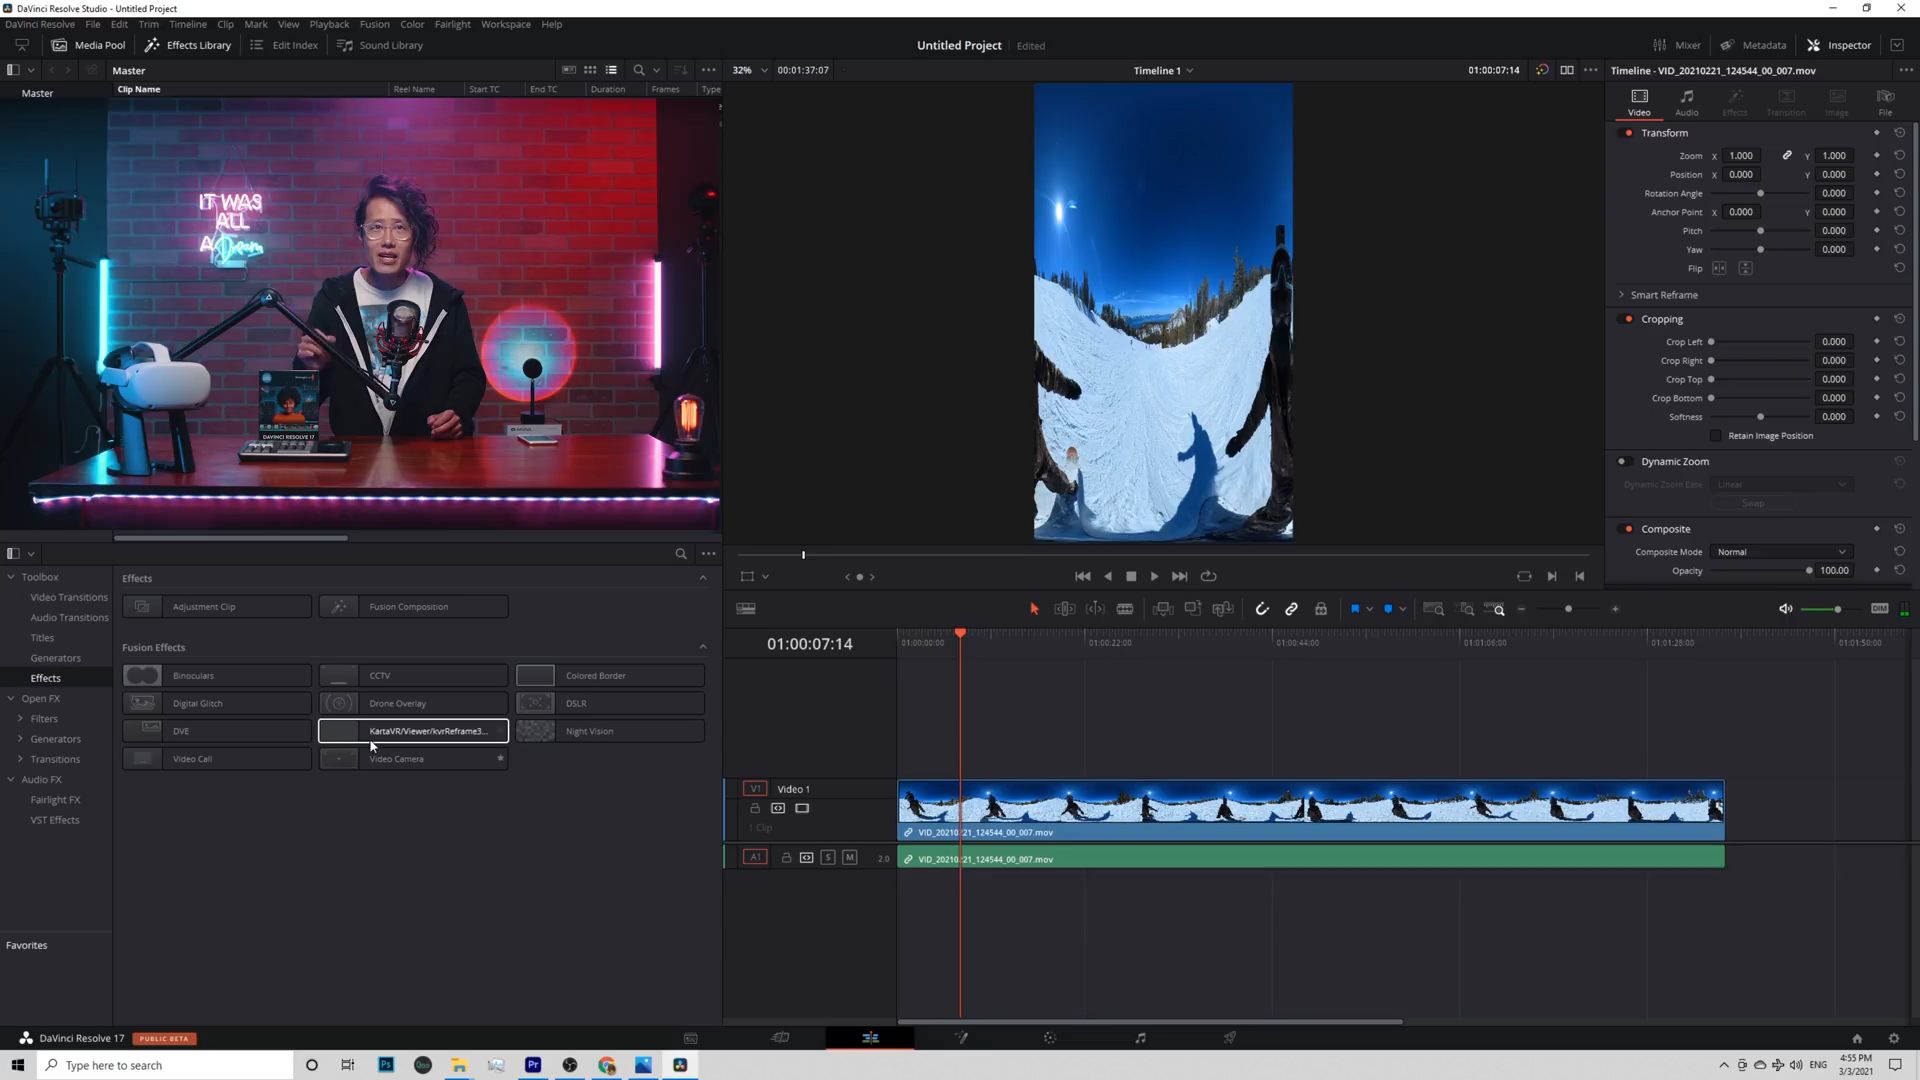 DaVinci Resolve Studio - Untitled Project
DaVinci Resolve File Edit Trim Timeline Clip Mark View Playback Fusion Color Fairlight Workspace Help
Media Pool Effects Library Edit Index Sound Library Untitled Project Edited Mixer Metadata Inspector
Master 32% 00:01:37:07 Timeline 1 01:00:07:14 Timeline - VID_20210221_124544_00_007.mov
Master Clip Name Reel Name Start TC End TC Duration Frames Type
Video Audio Effects Transition Image File
IT WAS
ALL
A Dream
DAVINCI RESOLVE 17
Transform
Zoom X 1.000 Y 1.000
Position X 0.000 Y 0.000
Rotation Angle 0.000
Anchor Point X 0.000 Y 0.000
Pitch 0.000
Yaw 0.000
Flip
Smart Reframe
Cropping
Crop Left 0.000
Crop Right 0.000
Crop Top 0.000
Crop Bottom 0.000
Softness 0.000
Retain Image Position
Dynamic Zoom
Dynamic Zoom Ease Linear
Swap
Composite
Composite Mode Normal
Opacity 100.00
Toolbox
Video Transitions
Audio Transitions
Titles
Generators
Effects
Open FX
Filters
Generators
Transitions
Audio FX
Fairlight FX
VST Effects
Favorites
Effects
Adjustment Clip Fusion Composition
Fusion Effects
Binoculars CCTV Colored Border
Digital Glitch Drone Overlay DSLR
DVE KartaVR/Viewer/kvrReframe3... Night Vision
Video Call Video Camera
DIM
01:00:07:14 01:00:00:00 01:00:22:00 01:00:44:00 01:01:06:00 01:01:28:00 01:01:50:00
V1 Video 1
1 Clip
VID_20210221_124544_00_007.mov
A1 S M 2.0 VID_20210221_124544_00_007.mov
DaVinci Resolve 17 PUBLIC BETA
Type here to search Ps Pr ENG 4:55 PM
3/3/2021